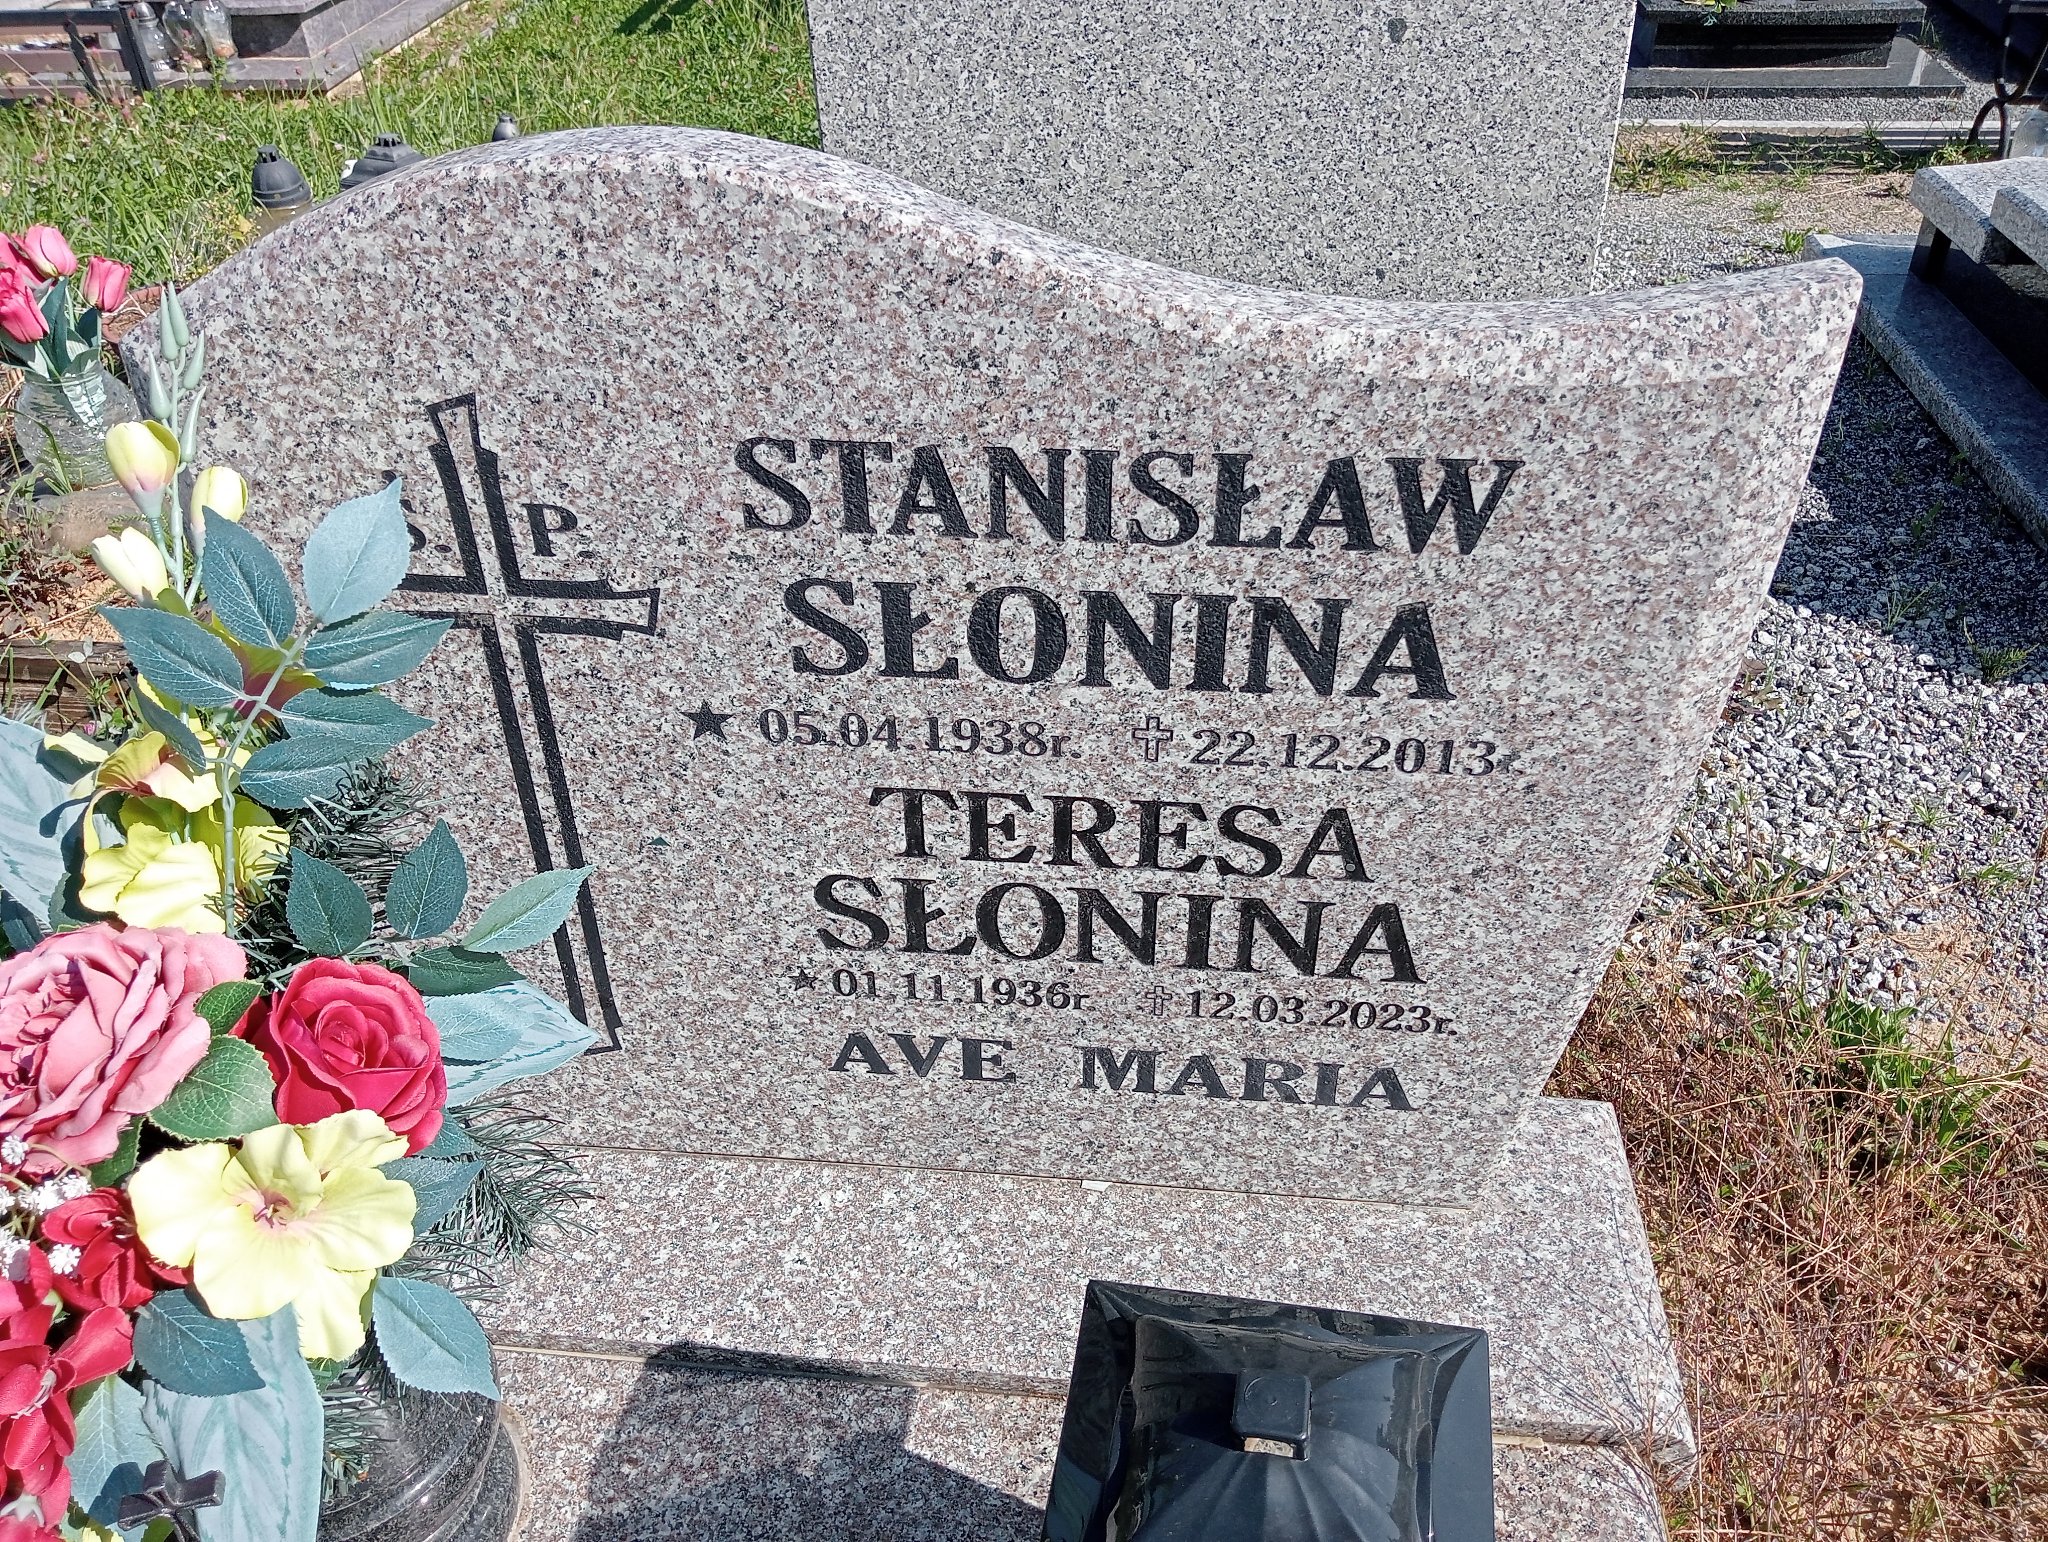 Ś. P.
STANISŁAW
SŁONINA
★ 05.04.1938r. ✝ 22.12.2013r.
TERESA
SŁONINA
★ 01.11.1936r ✝ 12.03.2023r.
AVE MARIA